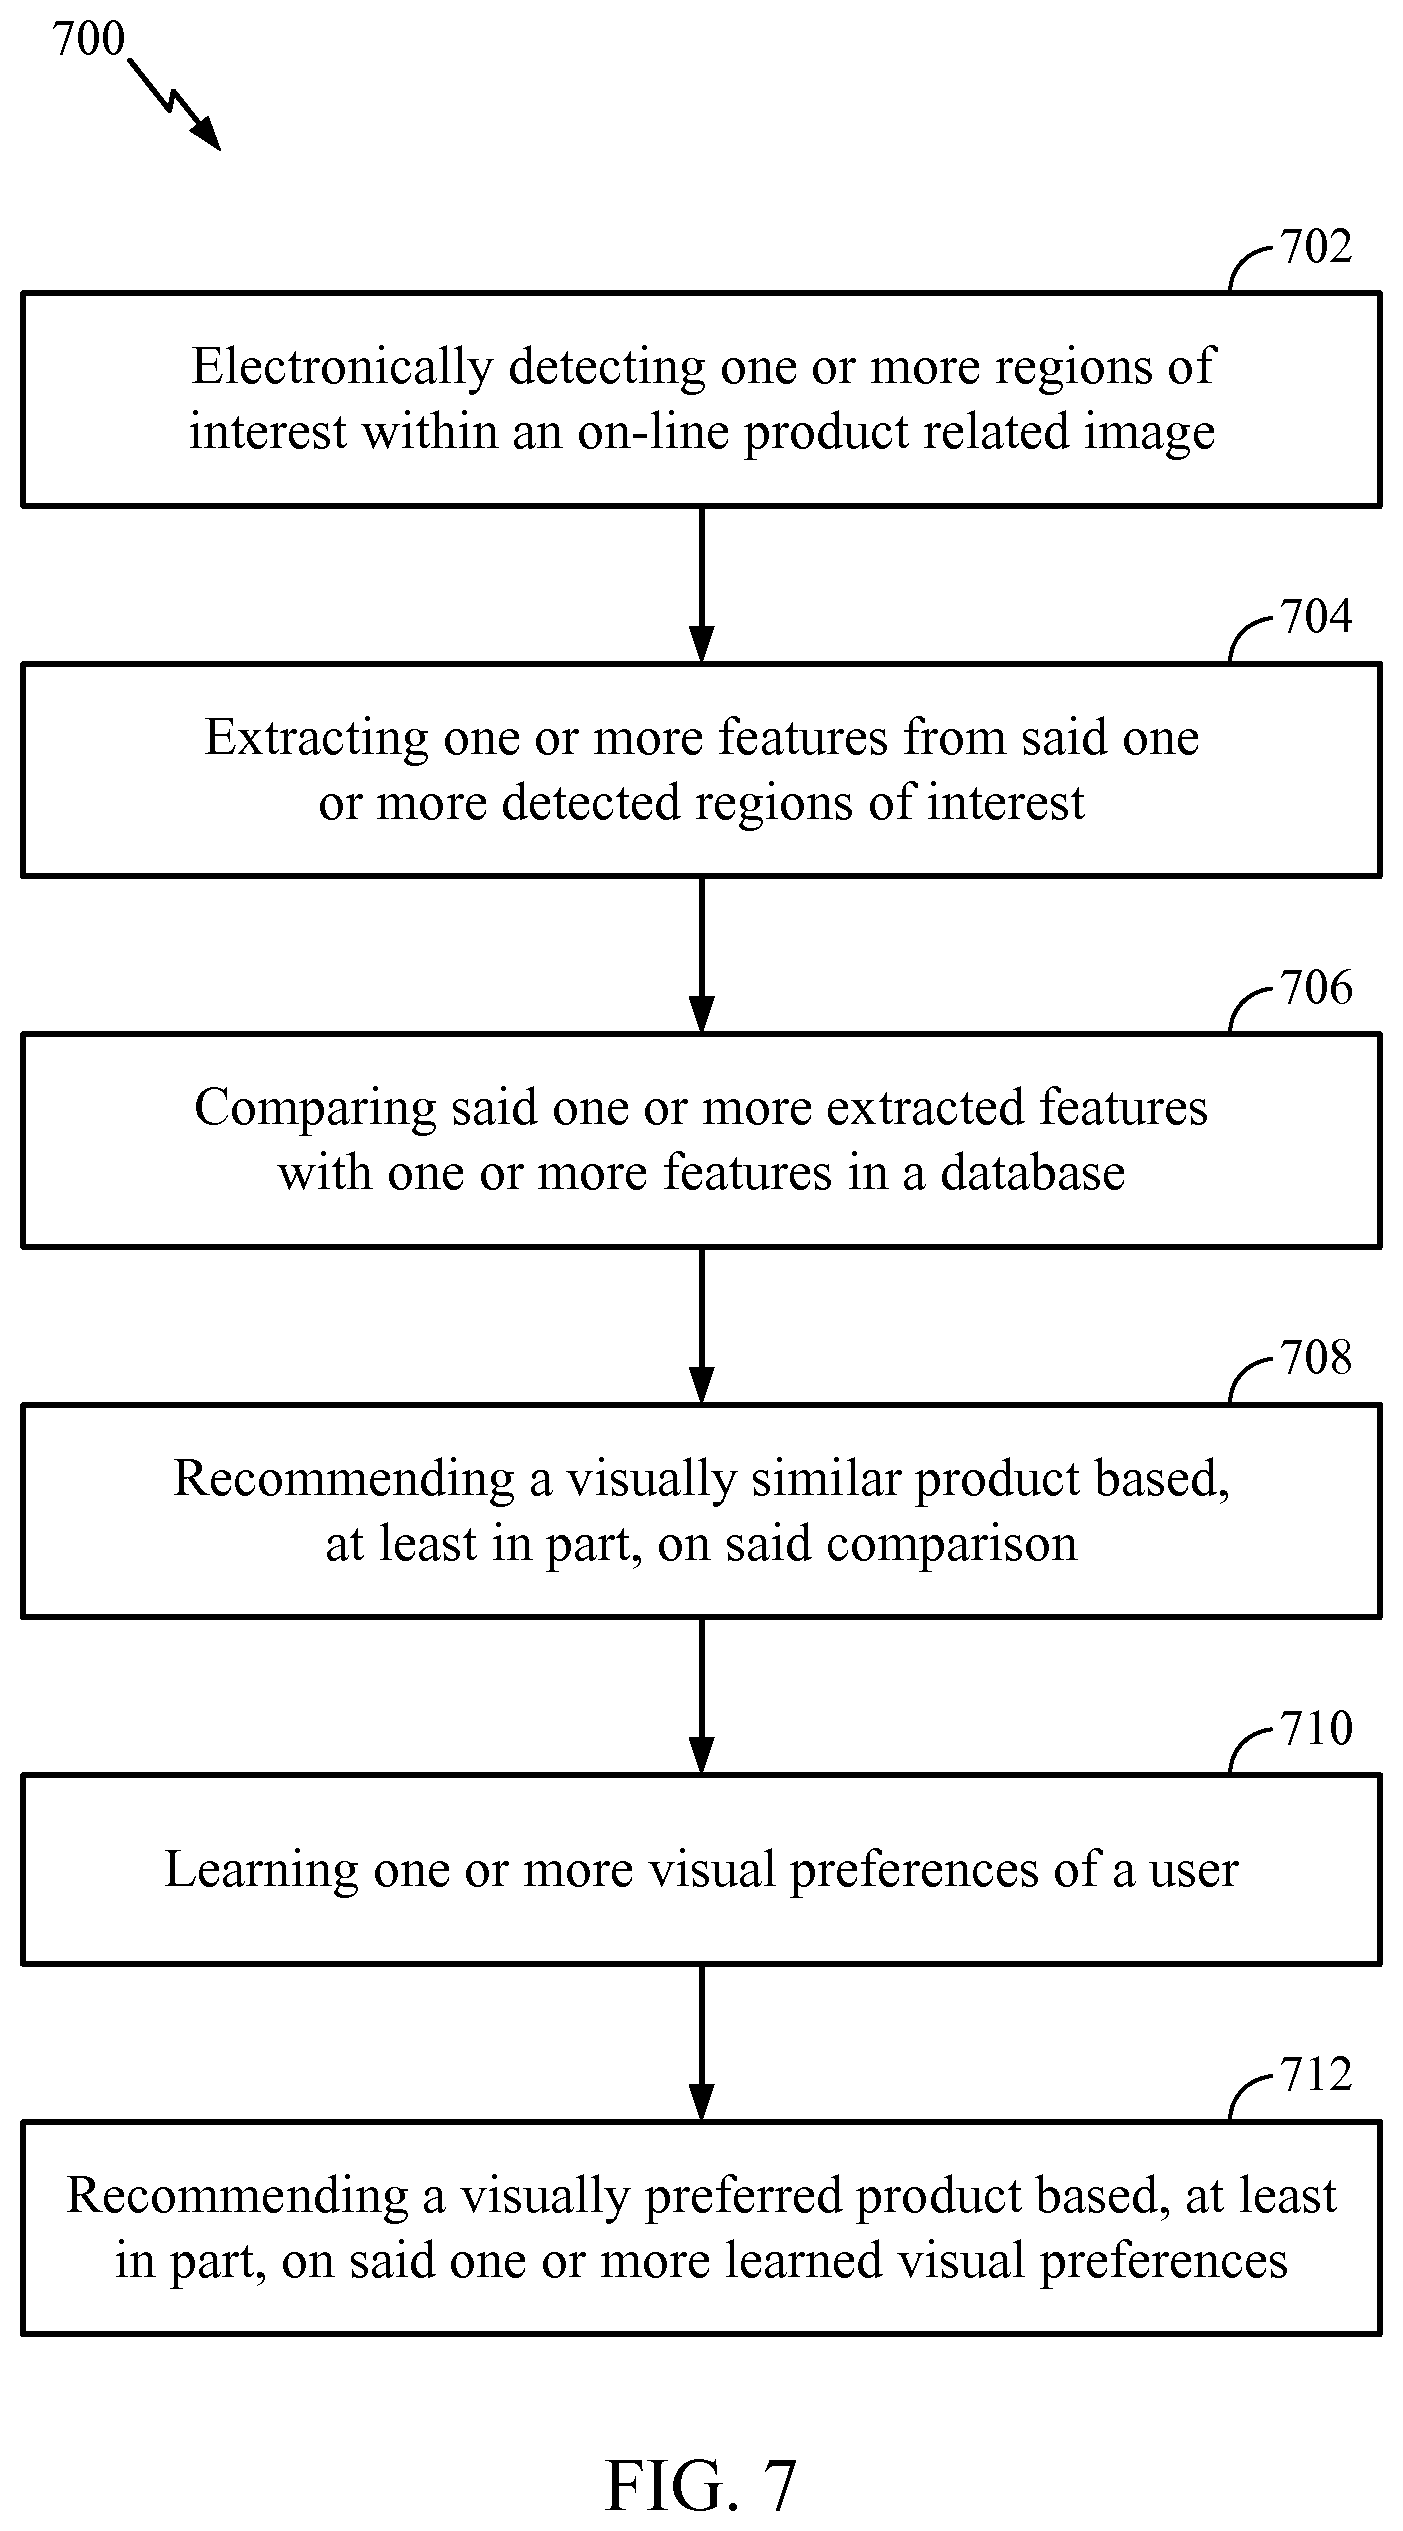 700
702
Electronically detecting one or more regions of
interest within an on-line product related image
704
Extracting one or more features from said one
or more detected regions of interest
706
Comparing said one or more extracted features
with one or more features in a database
708
Recommending a visually similar product based,
at least in part, on said comparison
710
Learning one or more visual preferences of a user
712
Recommending a visually preferred product based, at least
in part, on said one or more learned visual preferences
FIG. 7